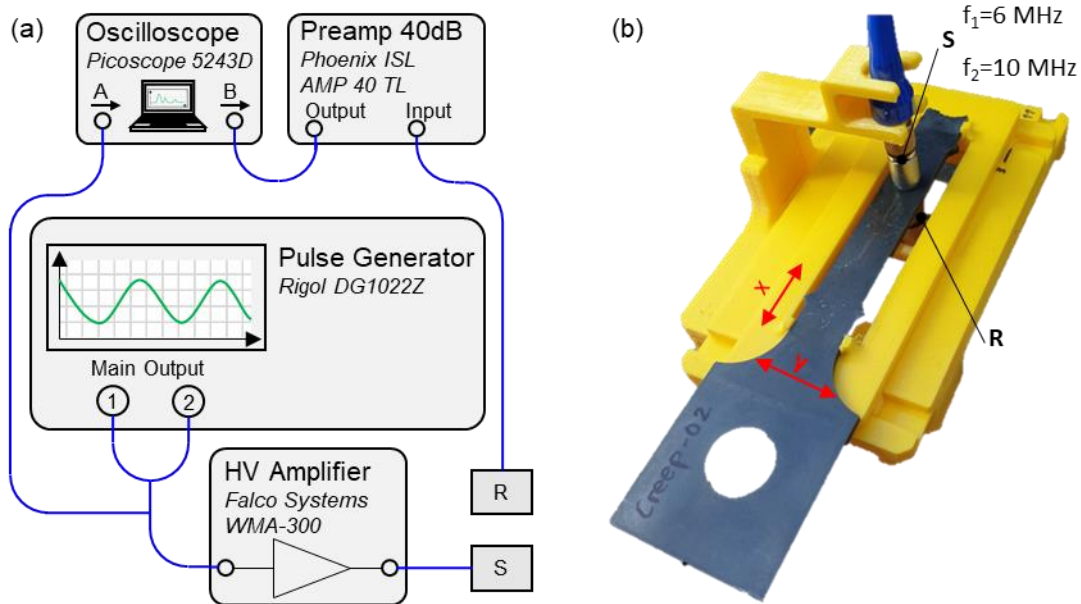 (a)
Oscilloscope
Picoscope 5243D
A
B
Preamp 40dB
Phoenix ISL
AMP 40 TL
Output
Input
Pulse Generator
Rigol DG1022Z
Main Output
1
2
HV Amplifier
Falco Systems
WMA-300
R
S
(b)
S
f₁=6 MHz
f₂=10 MHz
x
y
R
Creep-02